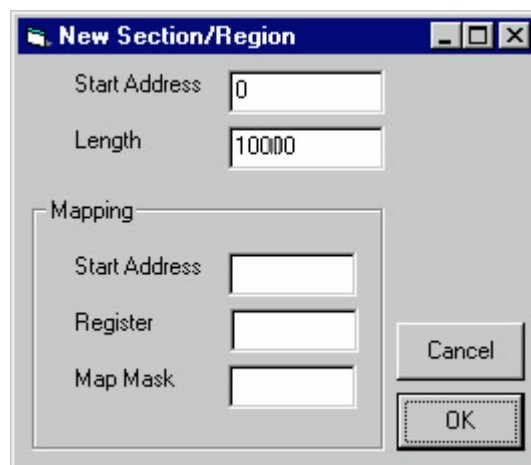 New Section/Region
Start Address 0
Length 10000
Mapping
Start Address
Register
Map Mask
Cancel
OK